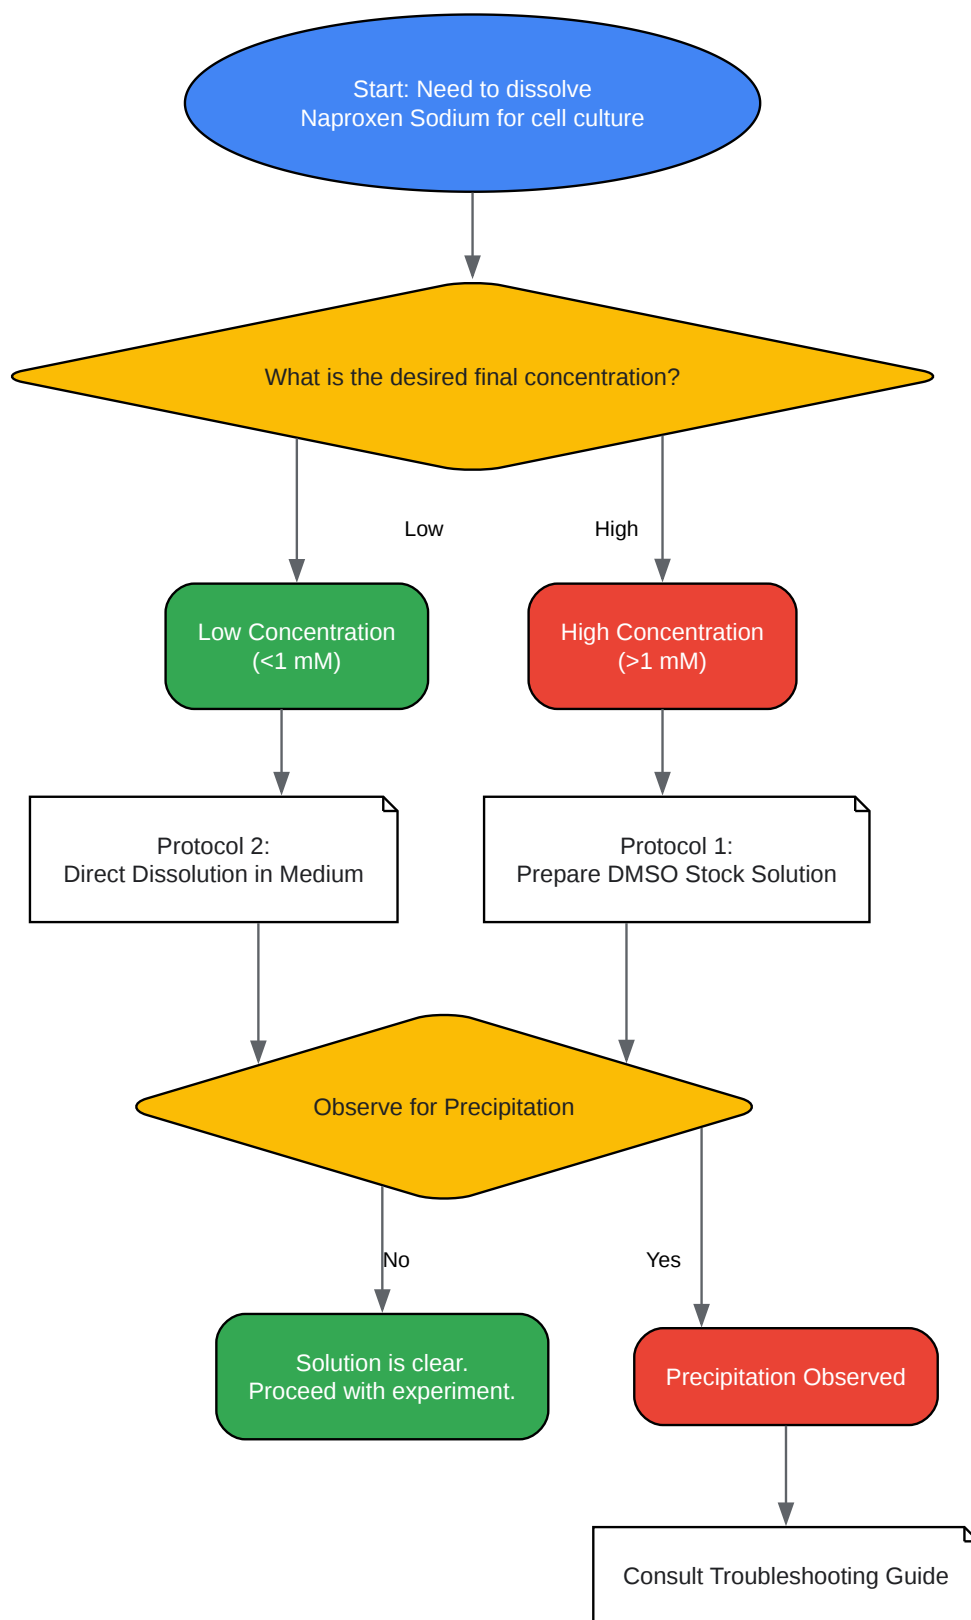 Start: Need to dissolve
Naproxen Sodium for cell culture
What is the desired final concentration?
Low
High
Low Concentration
(<1 mM)
High Concentration
(>1 mM)
Protocol 2:
Direct Dissolution in Medium
Protocol 1:
Prepare DMSO Stock Solution
Observe for Precipitation
No
Yes
Solution is clear.
Proceed with experiment.
Precipitation Observed
Consult Troubleshooting Guide